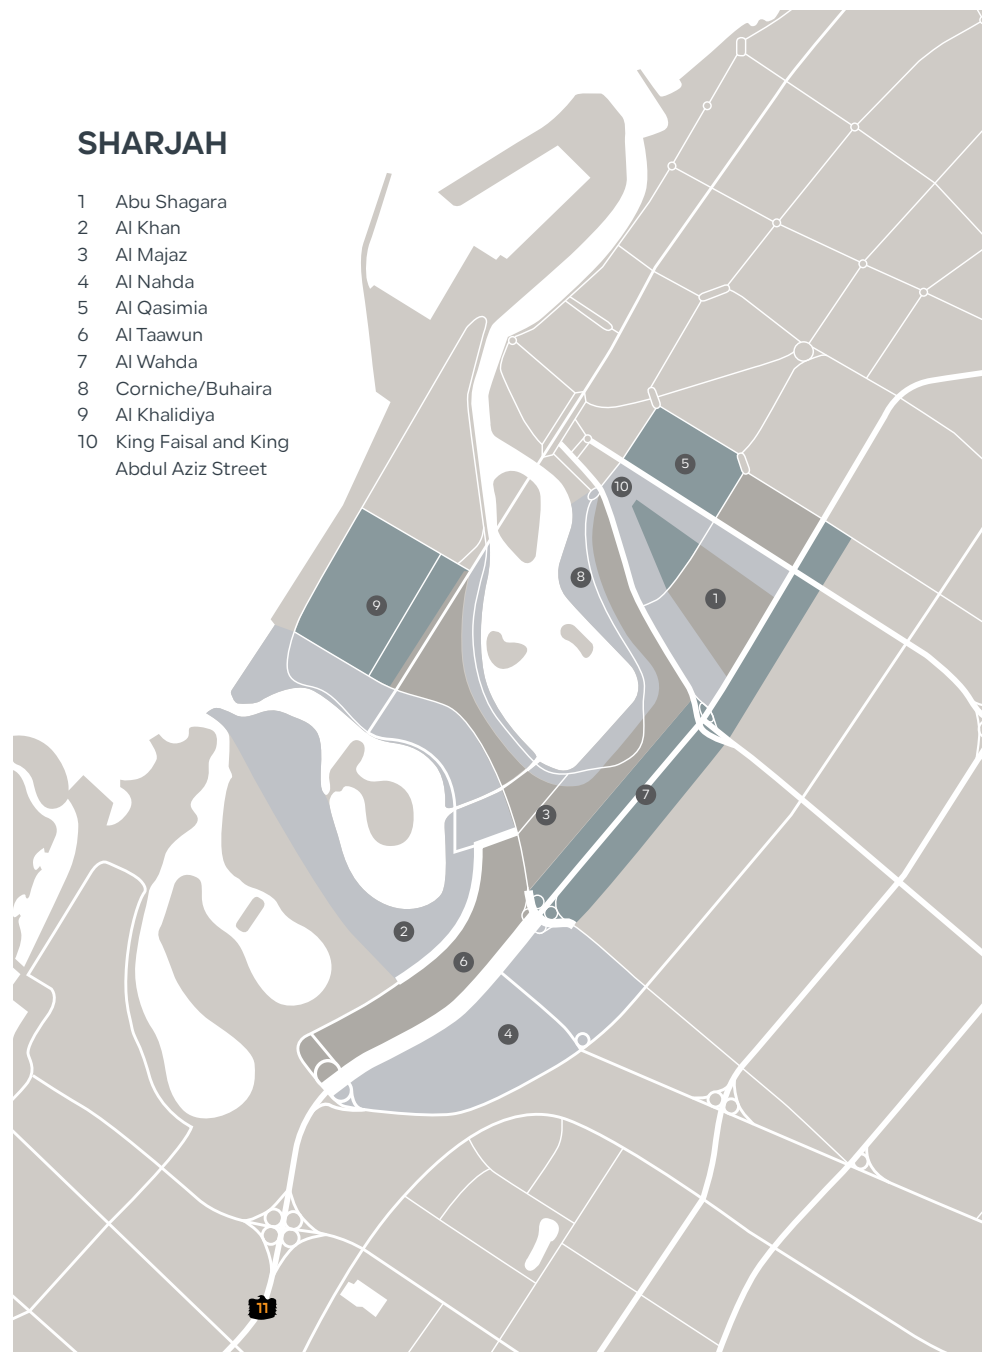 SHARJAH
1 Abu Shagara
2 Al Khan
3 Al Majaz
4 Al Nahda
5 Al Qasimia
6 Al Taawun
7 Al Wahda
8 Corniche/Buhaira
9 Al Khalidiya
10 King Faisal and King
Abdul Aziz Street
5
10
8
1
9
7
3
2
6
4
11